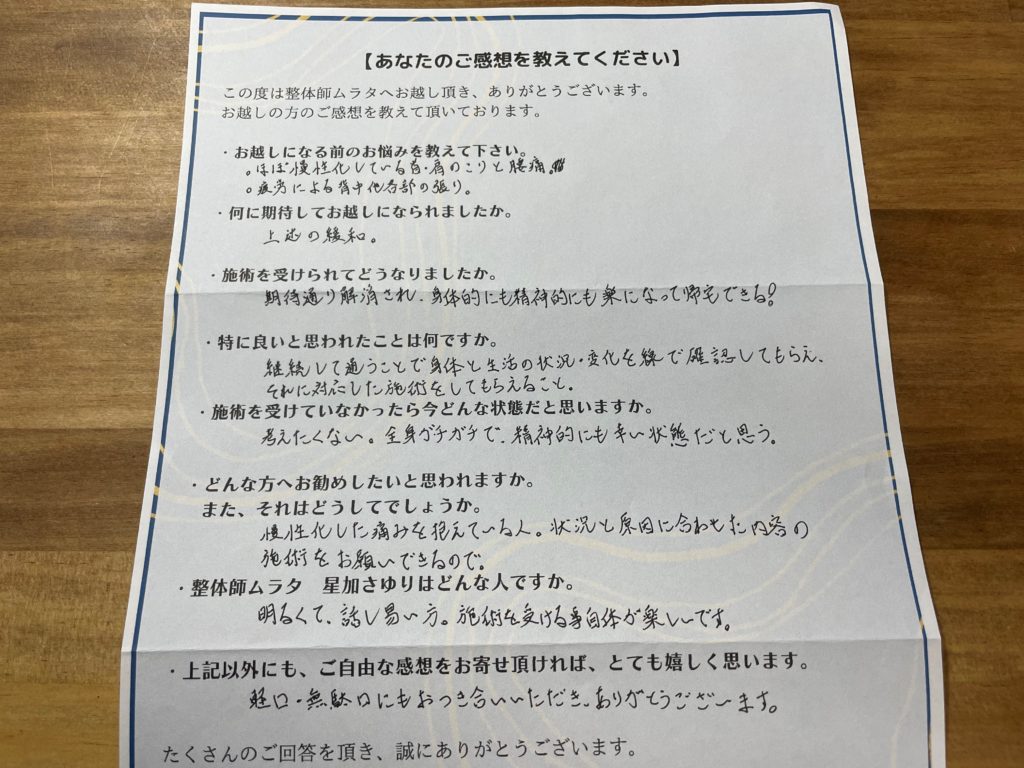 【あなたのご感想を教えてください】
この度は整体師ムラタへお越し頂き、ありがとうございます。
お越しの方のご感想を教えて頂いております。
・お越しになる前のお悩みを教えて下さい。
。ほぼ慢性化している首・肩のこりと腰痛。
。疲労による背中他各部の張り。
・何に期待してお越しになられましたか。
上述の緩和。
・施術を受けられてどうなりましたか。
期待通り解消され、身体的にも精神的にも楽になって帰宅できる!
・特に良いと思われたことは何ですか。
継続して通うことで身体と生活の状況・変化を線で確認してもらえ、
それに対応した施術をしてもらえること。
・施術を受けていなかったら今どんな状態だと思いますか。
考えたくない。全身ガチガチで、精神的にも辛い状態だと思う。
・どんな方へお勧めしたいと思われますか。
また、それはどうしてでしょうか。
慢性化した痛みを抱えている人。状況と原因に合わせた内容の
施術をお願いできるので。
・整体師ムラタ 星加さゆりはどんな人ですか。
明るくて、話し易い方。施術を受ける事自体が楽しいです。
・上記以外にも、ご自由な感想をお寄せ頂ければ、とても嬉しく思います。
軽口・無駄口にもおつき合いいただき、ありがとうございます。
たくさんのご回答を頂き、誠にありがとうございます。